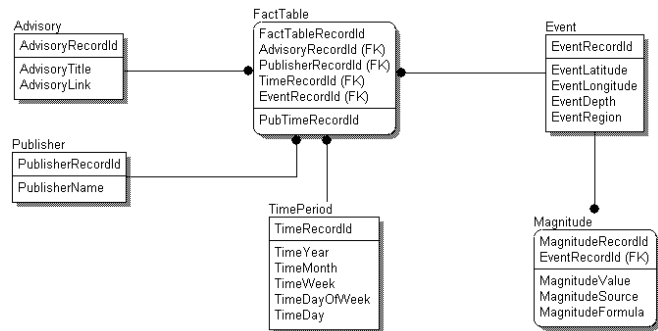 Advisory
AdvisoryRecordId
AdvisoryTitle
AdvisoryLink
FactTable
FactTableRecordId
AdvisoryRecordId (FK)
PublisherRecordId (FK)
TimeRecordId (FK)
EventRecordId (FK)
PubTimeRecordId
Event
EventRecordId
EventLatitude
EventLongitude
EventDepth
EventRegion
Publisher
PublisherRecordId
PublisherName
TimePeriod
TimeRecordId
TimeYear
TimeMonth
TimeWeek
TimeDayOfWeek
TimeDay
Magnitude
MagnitudeRecordId
EventRecordId (FK)
MagnitudeValue
MagnitudeSource
MagnitudeFormula